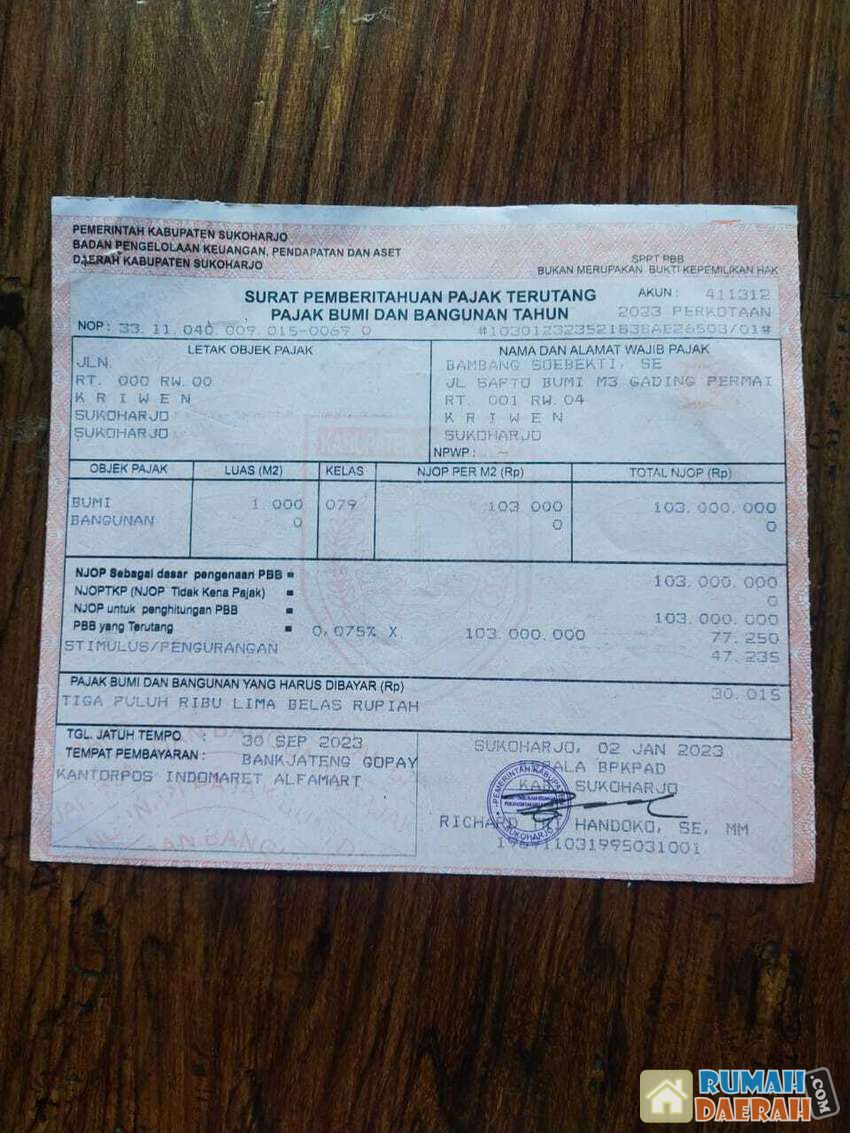 PEMERINTAH KABUPATEN SUKOHARJO
BADAN PENGELOLAAN KEUANGAN, PENDAPATAN DAN ASET
DAERAH KABUPATEN SUKOHARJO
SPPT PBB
BUKAN MERUPAKAN BUKTI KEPEMILIKAN HAK
SURAT PEMBERITAHUAN PAJAK TERUTANG
AKUN : 411312
PAJAK BUMI DAN BANGUNAN TAHUN 2023 PERKOTAAN
NOP : 33.11.040.009.015-0069.0
LETAK OBJEK PAJAK
JLN.
RT. 000 RW.00
K R I W E N
SUKOHARJO
SUKOHARJO
NAMA DAN ALAMAT WAJIB PAJAK
BAMBANG SOEBEKTI, SE
JL SAPTO BUMI M3 GADING PERMAI
RT. 001 RW.04
K R I W E N
SUKOHARJO
NPWP : -
OBJEK PAJAK LUAS (M2) KELAS NJOP PER M2 (Rp) TOTAL NJOP (Rp)
BUMI 1.000 079 103.000 103.000.000
BANGUNAN 0 0 0
NJOP Sebagai dasar pengenaan PBB = 103.000.000
NJOPTKP (NJOP Tidak Kena Pajak) = 0
NJOP untuk penghitungan PBB = 103.000.000
PBB yang Terutang = 0,075% X 103.000.000 77.250
STIMULUS/PENGURANGAN 47.235
PAJAK BUMI DAN BANGUNAN YANG HARUS DIBAYAR (Rp) 30.015
TIGA PULUH RIBU LIMA BELAS RUPIAH
TGL. JATUH TEMPO : 30 SEP 2023
TEMPAT PEMBAYARAN : BANKJATENG GOPAY
KANTORPOS INDOMARET ALFAMART
SUKOHARJO, 02 JAN 2023
KEPALA BPKPAD
KAB. SUKOHARJO
RICHARD TRI HANDOKO, SE, MM
RUMAH
DAERAH
.COM